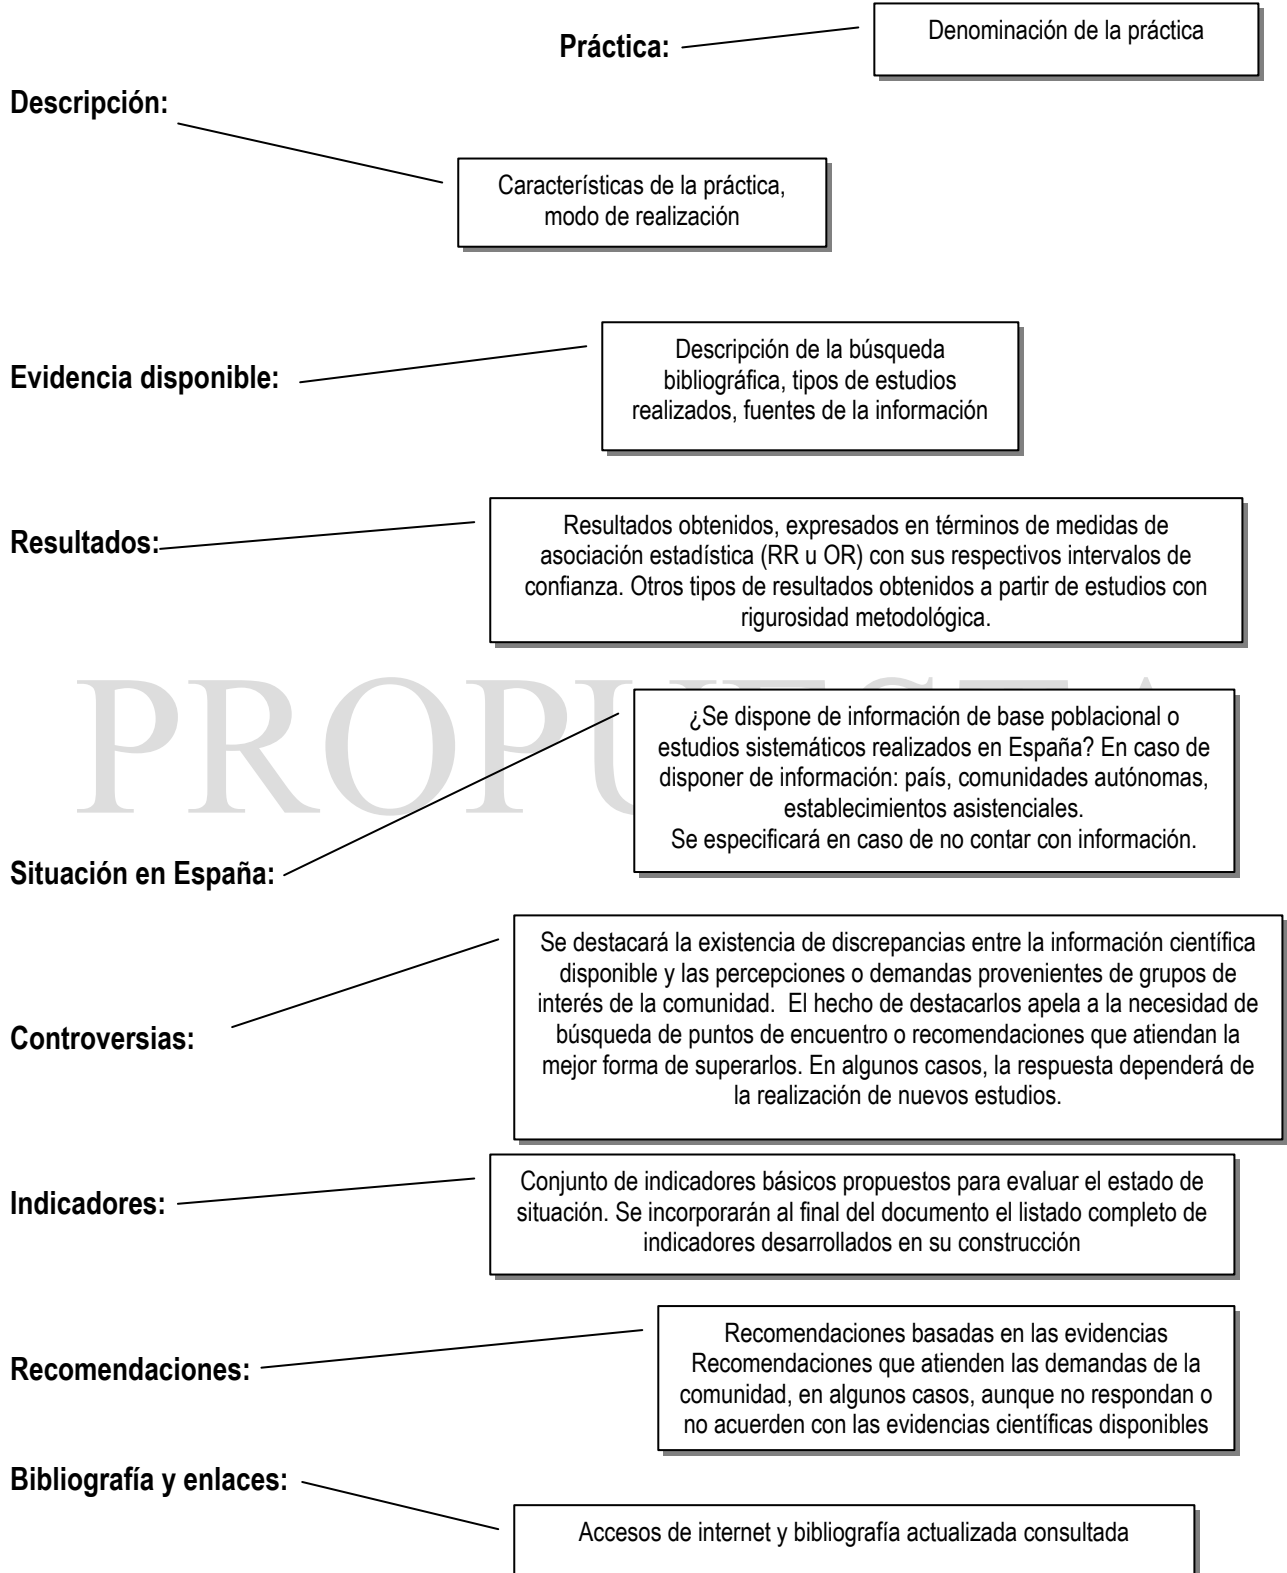 Práctica:
Denominación de la práctica
Descripción:
Características de la práctica,
modo de realización
Evidencia disponible:
Descripción de la búsqueda
bibliográfica, tipos de estudios
realizados, fuentes de la información
Resultados:
Resultados obtenidos, expresados en términos de medidas de
asociación estadística (RR u OR) con sus respectivos intervalos de
confianza. Otros tipos de resultados obtenidos a partir de estudios con
rigurosidad metodológica.
PROPUESTA
Situación en España:
¿Se dispone de información de base poblacional o
estudios sistemáticos realizados en España? En caso de
disponer de información: país, comunidades autónomas,
establecimientos asistenciales.
Se especificará en caso de no contar con información.
Controversias:
Se destacará la existencia de discrepancias entre la información científica
disponible y las percepciones o demandas provenientes de grupos de
interés de la comunidad.  El hecho de destacarlos apela a la necesidad de
búsqueda de puntos de encuentro o recomendaciones que atiendan la
mejor forma de superarlos. En algunos casos, la respuesta dependerá de
la realización de nuevos estudios.
Indicadores:
Conjunto de indicadores básicos propuestos para evaluar el estado de
situación. Se incorporarán al final del documento el listado completo de
indicadores desarrollados en su construcción
Recomendaciones:
Recomendaciones basadas en las evidencias
Recomendaciones que atienden las demandas de la
comunidad, en algunos casos, aunque no respondan o
no acuerden con las evidencias científicas disponibles
Bibliografía y enlaces:
Accesos de internet y bibliografía actualizada consultada